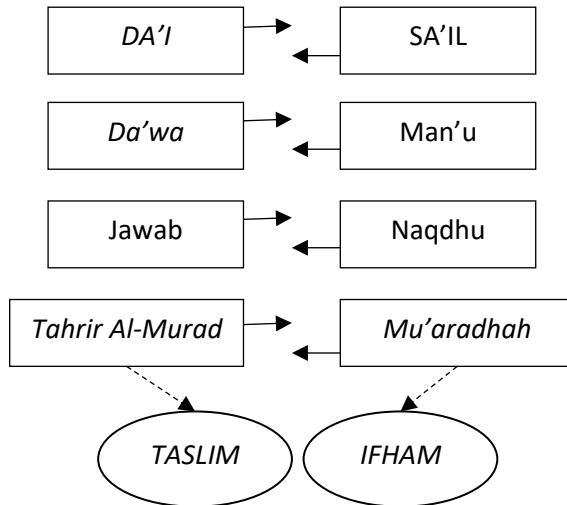 DA’I
SA’IL
Da’wa
Man’u
Jawab
Naqdhu
Tahrir Al-Murad
Mu’aradhah
TASLIM
IFHAM